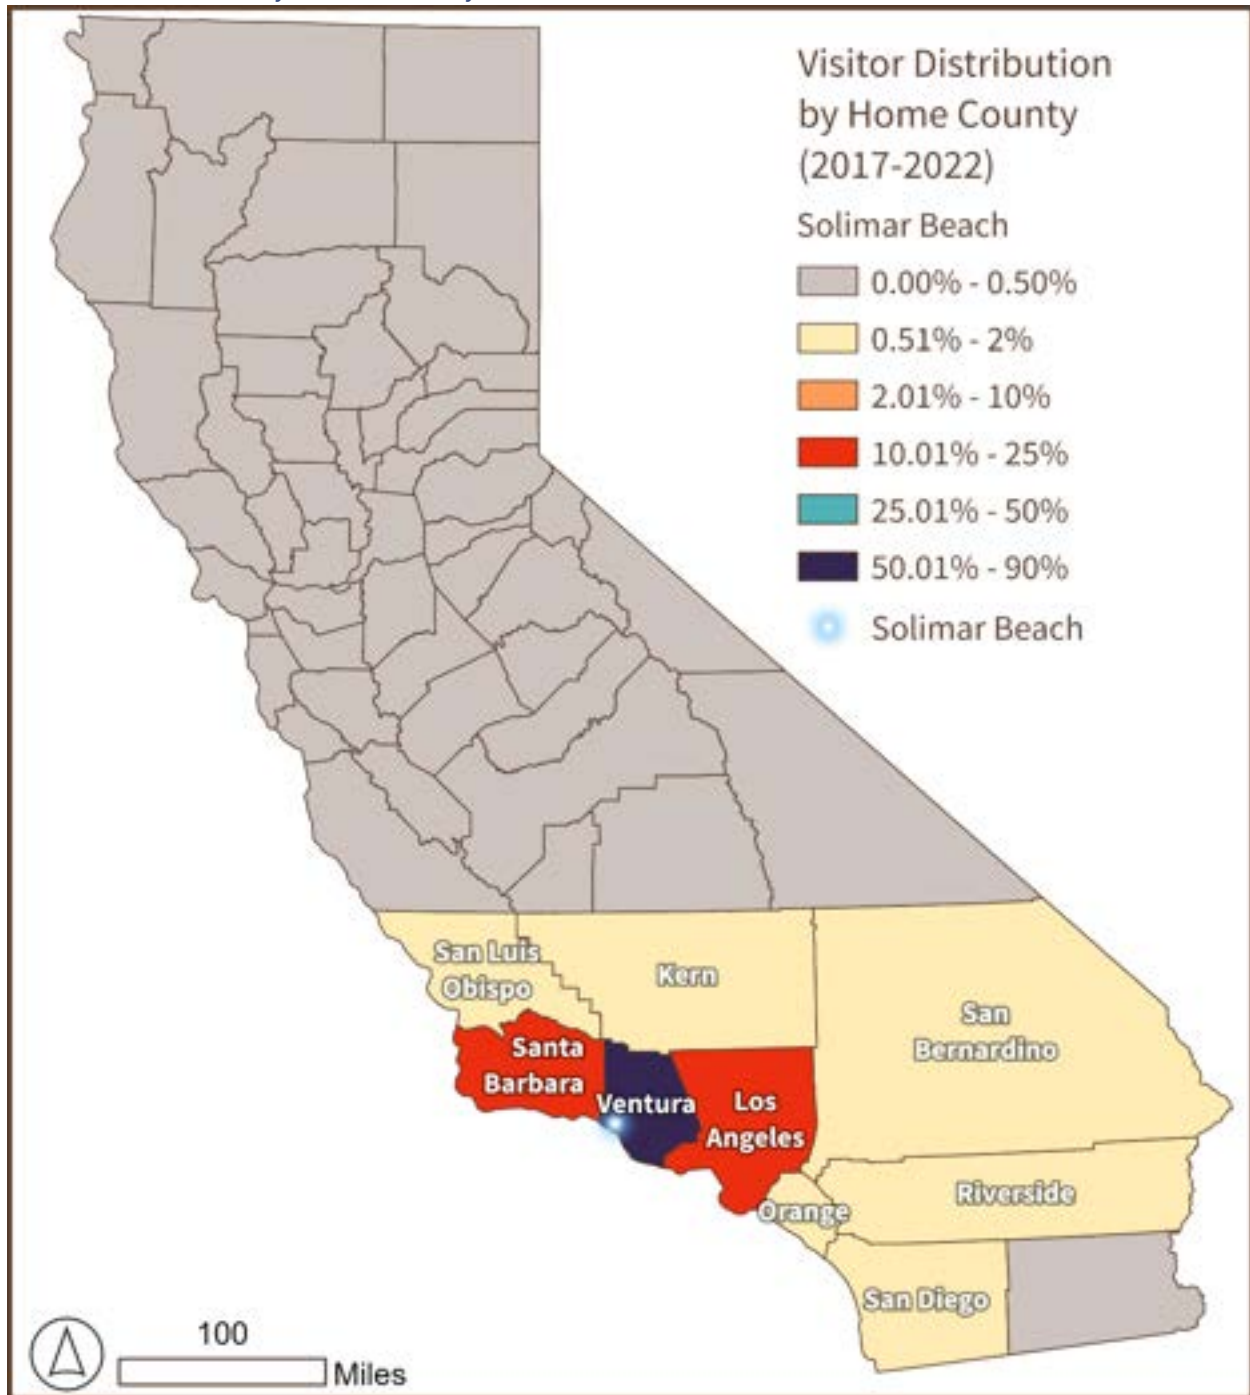 Visitor Distribution
by Home County
(2017-2022)
Solimar Beach
0.00% - 0.50%
0.51% - 2%
2.01% - 10%
10.01% - 25%
25.01% - 50%
50.01% - 90%
Solimar Beach
San Luis
Obispo
Kern
San
Bernardino
Santa
Barbara
Ventura
Los
Angeles
Orange
Riverside
San Diego
100
Miles